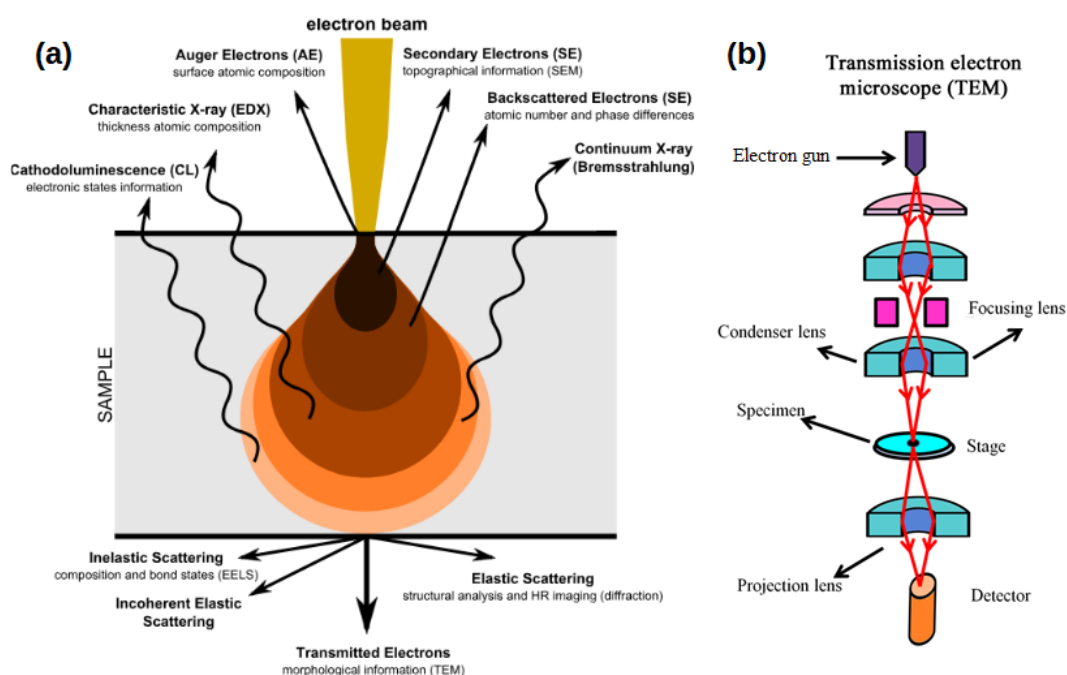 (a)
electron beam
Auger Electrons (AE)
surface atomic composition
Secondary Electrons (SE)
topographical information (SEM)
Characteristic X-ray (EDX)
thickness atomic composition
Backscattered Electrons (SE)
atomic number and phase differences
Cathodoluminescence (CL)
electronic states information
Continuum X-ray
(Bremsstrahlung)
SAMPLE
Inelastic Scattering
composition and bond states (EELS)
Incoherent Elastic
Scattering
Elastic Scattering
structural analysis and HR imaging (diffraction)
Transmitted Electrons
morphological information (TEM)
(b)
Transmission electron
microscope (TEM)
Electron gun
Focusing lens
Condenser lens
Specimen
Stage
Projection lens
Detector